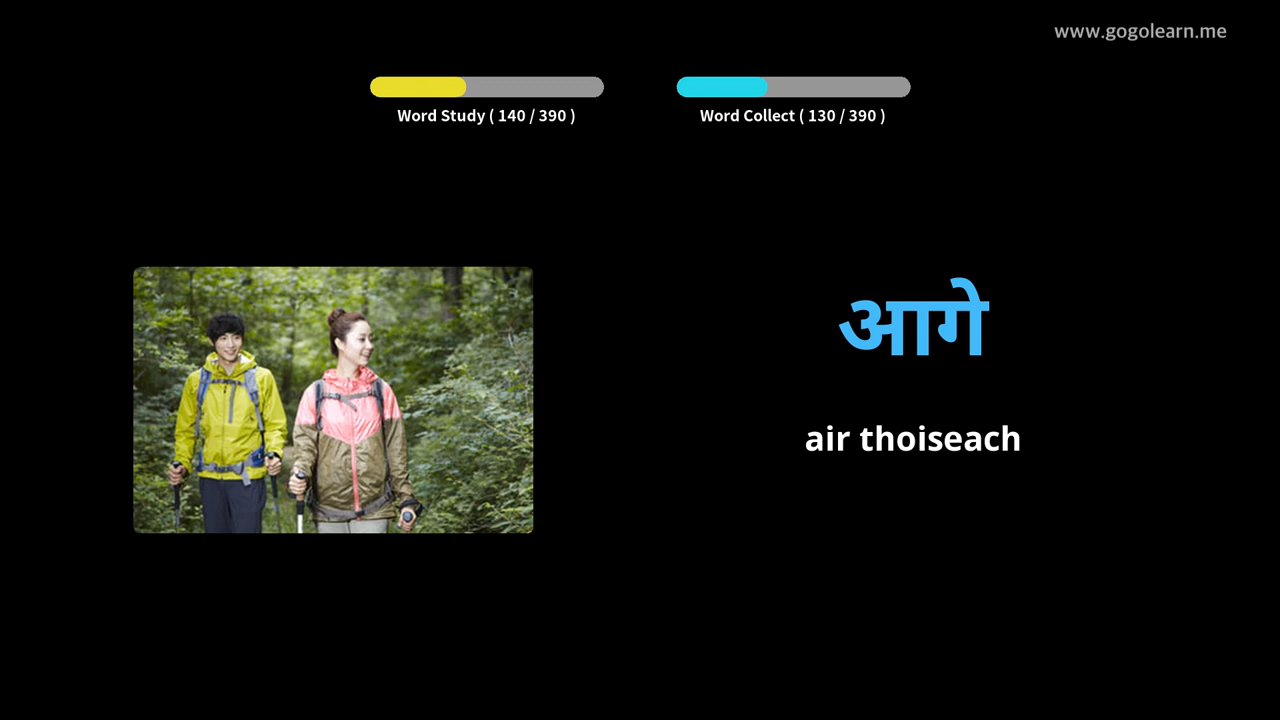 www.gogolearn.me
Word Study ( 140 / 390 )
Word Collect ( 130 / 390 )
आगे
air thoiseach